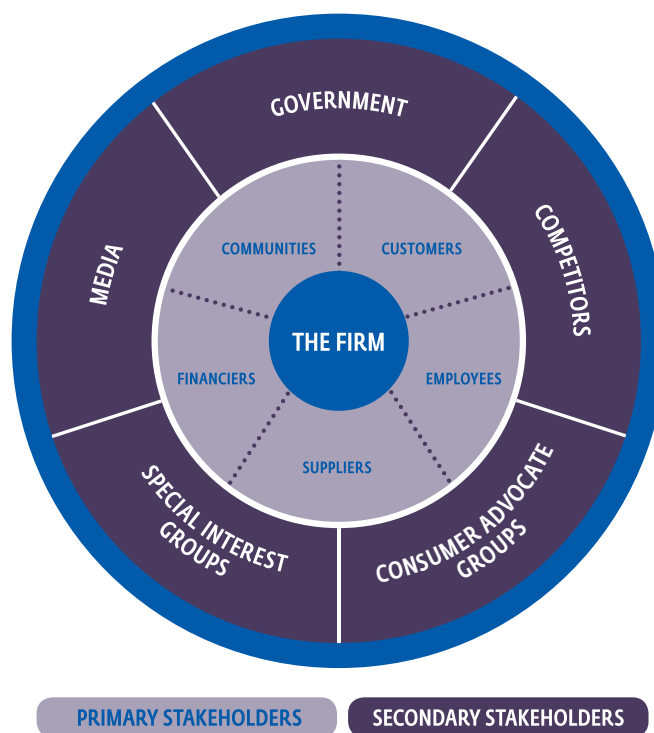 GOVERNMENT
COMPETITORS
MEDIA
COMMUNITIES
CUSTOMERS
THE FIRM
FINANCIERS
EMPLOYEES
SUPPLIERS
SPECIAL INTEREST
GROUPS
CONSUMER ADVOCATE
GROUPS
PRIMARY STAKEHOLDERS
SECONDARY STAKEHOLDERS